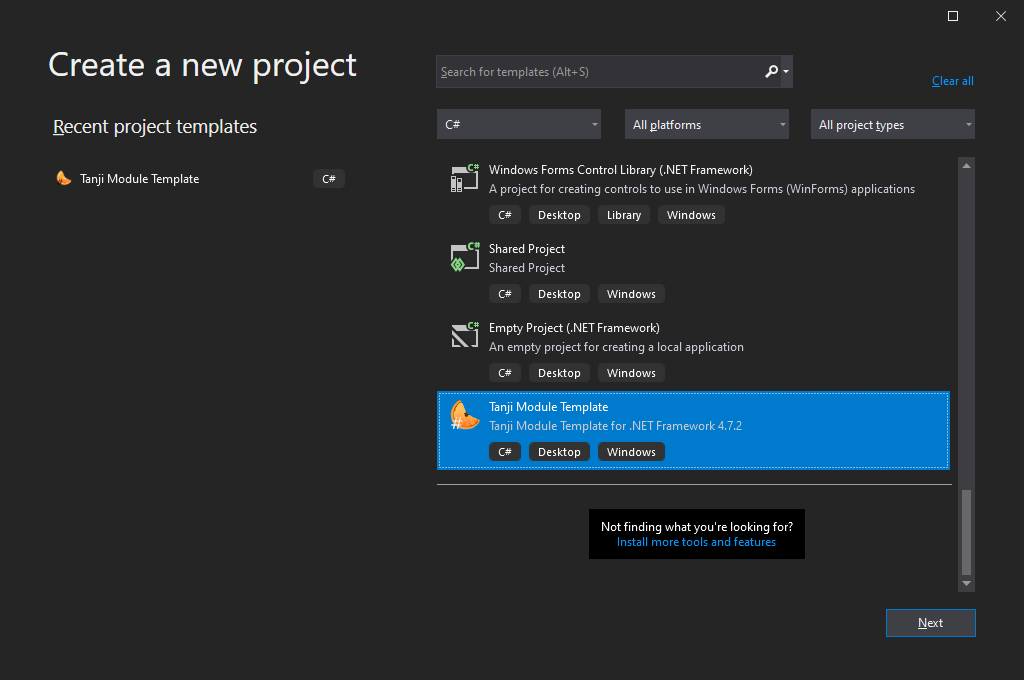 Create a new project
Search for templates (Alt+S)
Clear all
Recent project templates
C#
All platforms
All project types
Tanji Module Template
C#
C#
Windows Forms Control Library (.NET Framework)
A project for creating controls to use in Windows Forms (WinForms) applications
C# Desktop Library Windows
C#
Shared Project
Shared Project
C# Desktop Windows
C#
Empty Project (.NET Framework)
An empty project for creating a local application
C# Desktop Windows
#
Tanji Module Template
Tanji Module Template for .NET Framework 4.7.2
C# Desktop Windows
Not finding what you're looking for?
Install more tools and features
Next